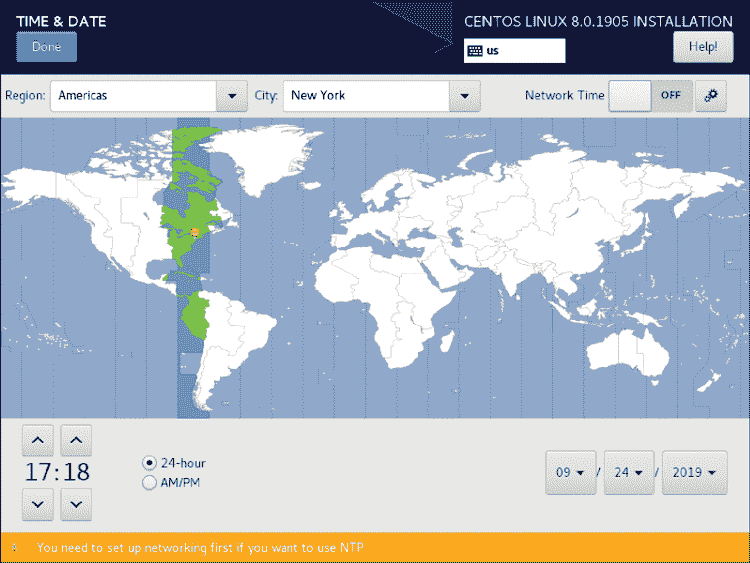 TIME & DATE
CENTOS LINUX 8.0.1905 INSTALLATION
Done
us
Help!
Region: Americas City: New York Network Time OFF
17:18
24-hour
AM/PM
09 / 24 / 2019
You need to set up networking first if you want to use NTP